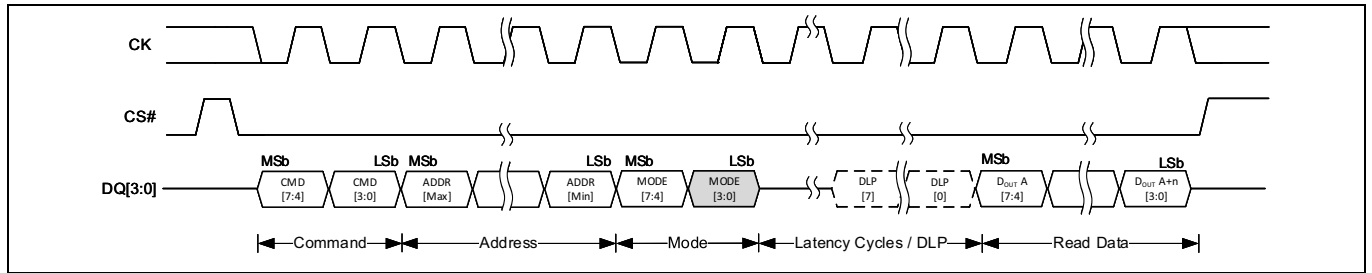 CK
CS#
MSb LSb MSb LSb MSb LSb MSb LSb
DQ[3:0]
CMD [7:4]
CMD [3:0]
ADDR [Max]
ADDR [Min]
MODE [7:4]
MODE [3:0]
DLP [7]
DLP [0]
DOUT A [7:4]
DOUT A+n [3:0]
Command Address Mode Latency Cycles / DLP Read Data